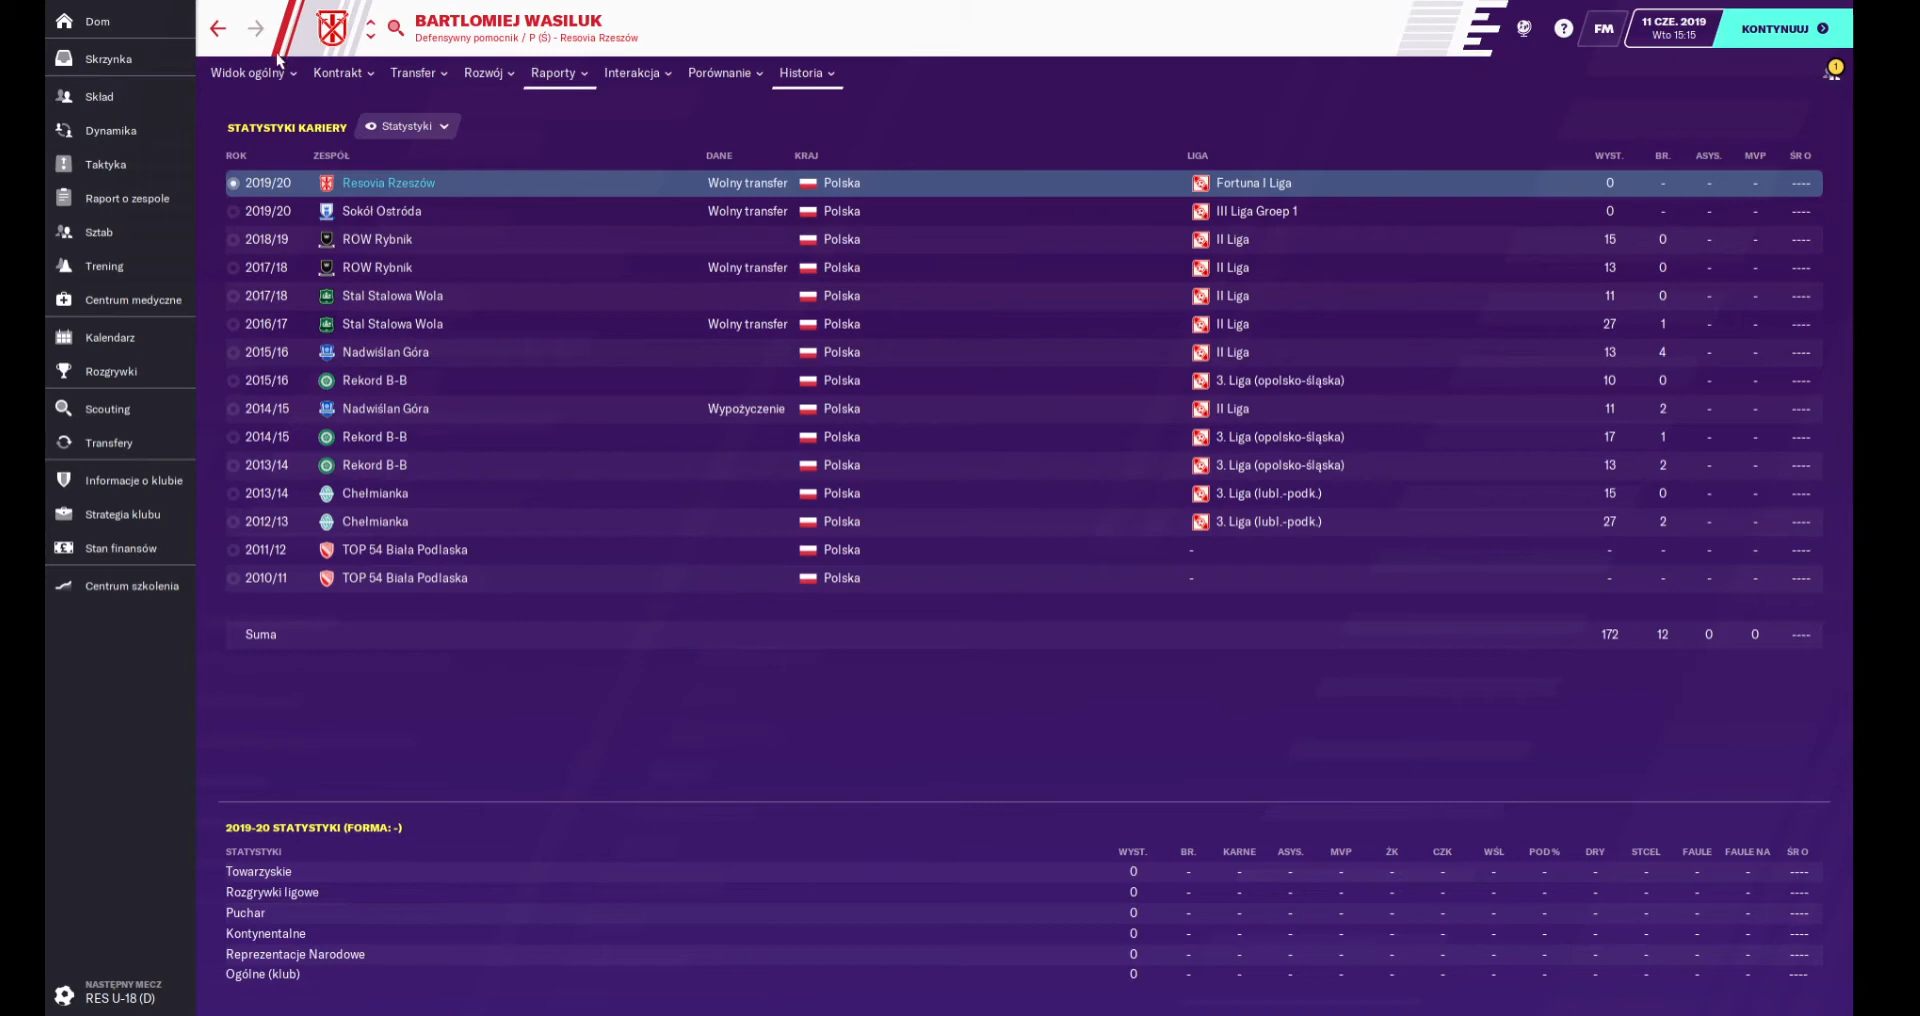 Dom
Skrzynka
Skład
Dynamika
Taktyka
Raport o zespole
Sztab
Trening
Centrum medyczne
Kalendarz
Rozgrywki
Scouting
Transfery
Informacje o klubie
Strategia klubu
Stan finansów
Centrum szkolenia
NASTĘPNY MECZ
RES U-18 (D)
BARTLOMIEJ WASILUK
Defensywny pomocnik / P (Ś) - Resovia Rzeszów
? FM 11 CZE. 2019
Wto 15:15
KONTYNUUJ
Widok ogólny Kontrakt Transfer Rozwój Raporty Interakcja Porównanie Historia
1
STATYSTYKI KARIERY Statystyki
ROK ZESPÓŁ DANE KRAJ LIGA WYST. BR. ASYS. MVP ŚR O
2019/20 Resovia Rzeszów Wolny transfer Polska Fortuna I Liga 0 - - - ----
2019/20 Sokół Ostróda Wolny transfer Polska III Liga Groep 1 0 - - - ----
2018/19 ROW Rybnik Polska II Liga 15 0 - - ----
2017/18 ROW Rybnik Wolny transfer Polska II Liga 13 0 - - ----
2017/18 Stal Stalowa Wola Polska II Liga 11 0 - - ----
2016/17 Stal Stalowa Wola Wolny transfer Polska II Liga 27 1 - - ----
2015/16 Nadwiślan Góra Polska II Liga 13 4 - - ----
2015/16 Rekord B-B Polska 3. Liga (opolsko-śląska) 10 0 - - ----
2014/15 Nadwiślan Góra Wypożyczenie Polska II Liga 11 2 - - ----
2014/15 Rekord B-B Polska 3. Liga (opolsko-śląska) 17 1 - - ----
2013/14 Rekord B-B Polska 3. Liga (opolsko-śląska) 13 2 - - ----
2013/14 Chelmianka Polska 3. Liga (lubl.-podk.) 15 0 - - ----
2012/13 Chelmianka Polska 3. Liga (lubl.-podk.) 27 2 - - ----
2011/12 TOP 54 Biała Podlaska Polska - - - - - ----
2010/11 TOP 54 Biała Podlaska Polska - - - - - ----
Suma 172 12 0 0 ----
2019-20 STATYSTYKI (FORMA: -)
STATYSTYKI WYST. BR. KARNE ASYS. MVP ŻK CZK WŚL POD % DRY STCEL FAULE FAULE NA ŚR O
Towarzyskie 0 - - - - - - - - - - - - ----
Rozgrywki ligowe 0 - - - - - - - - - - - - ----
Puchar 0 - - - - - - - - - - - - ----
Kontynentalne 0 - - - - - - - - - - - - ----
Reprezentacje Narodowe 0 - - - - - - - - - - - - ----
Ogólne (klub) 0 - - - - - - - - - - - - ----